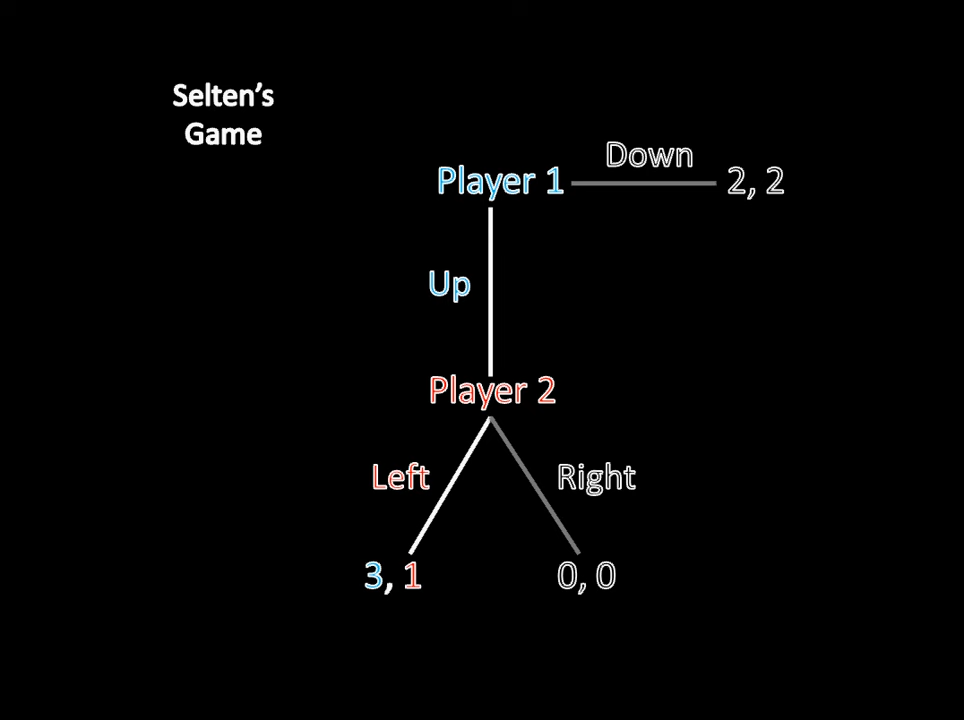 Selten’s
Game
Down
Player 1
2, 2
Up
Player 2
Left
Right
3, 1
0, 0